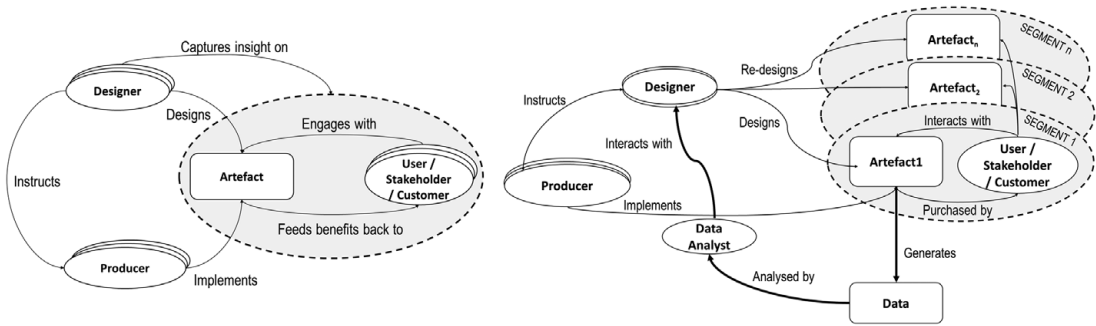 Captures insight on
Designer
Designs
Engages with
Instructs
Artefact
User /
Stakeholder
/ Customer
Feeds benefits back to
Producer
Implements
Artefactn
SEGMENT n
Re-designs
Artefact2
SEGMENT 2
Designer
Instructs
Designs
SEGMENT 1
Interacts with
Interacts with
Artefact1
User /
Stakeholder
/ Customer
Producer
Implements
Purchased by
Data
Analyst
Generates
Analysed by
Data